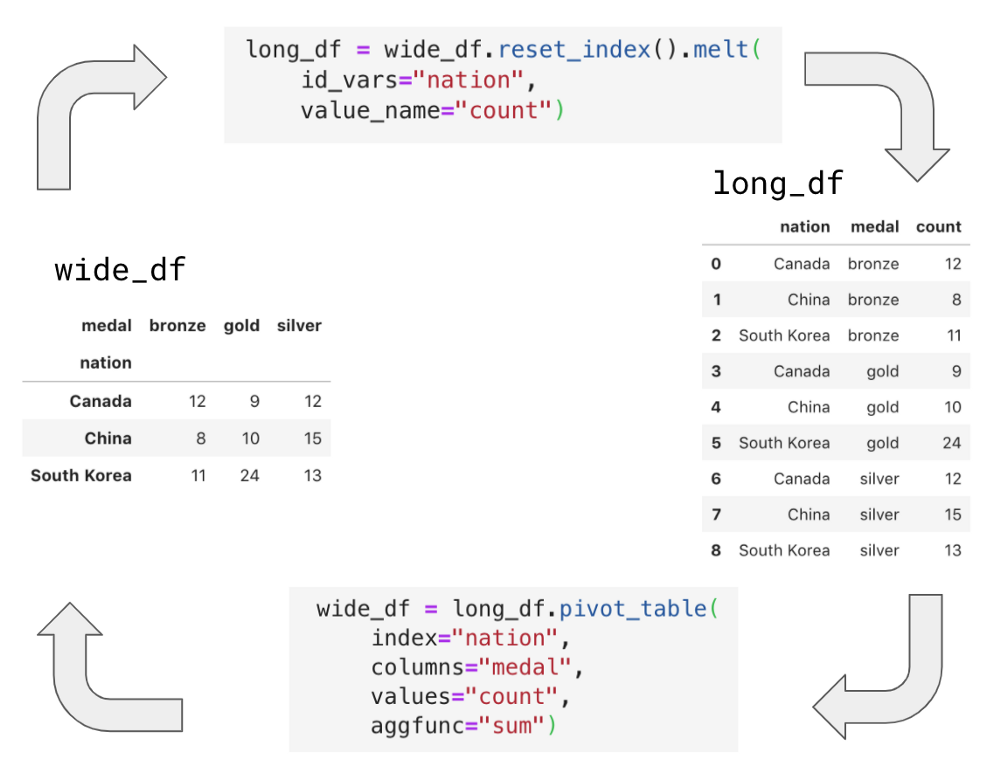 long_df = wide_df.reset_index().melt(
    id_vars="nation",
    value_name="count")
long_df
nation medal count
0 Canada bronze 12
1 China bronze 8
2 South Korea bronze 11
3 Canada gold 9
4 China gold 10
5 South Korea gold 24
6 Canada silver 12
7 China silver 15
8 South Korea silver 13
wide_df
medal bronze gold silver
nation
Canada 12 9 12
China 8 10 15
South Korea 11 24 13
wide_df = long_df.pivot_table(
    index="nation",
    columns="medal",
    values="count",
    aggfunc="sum")